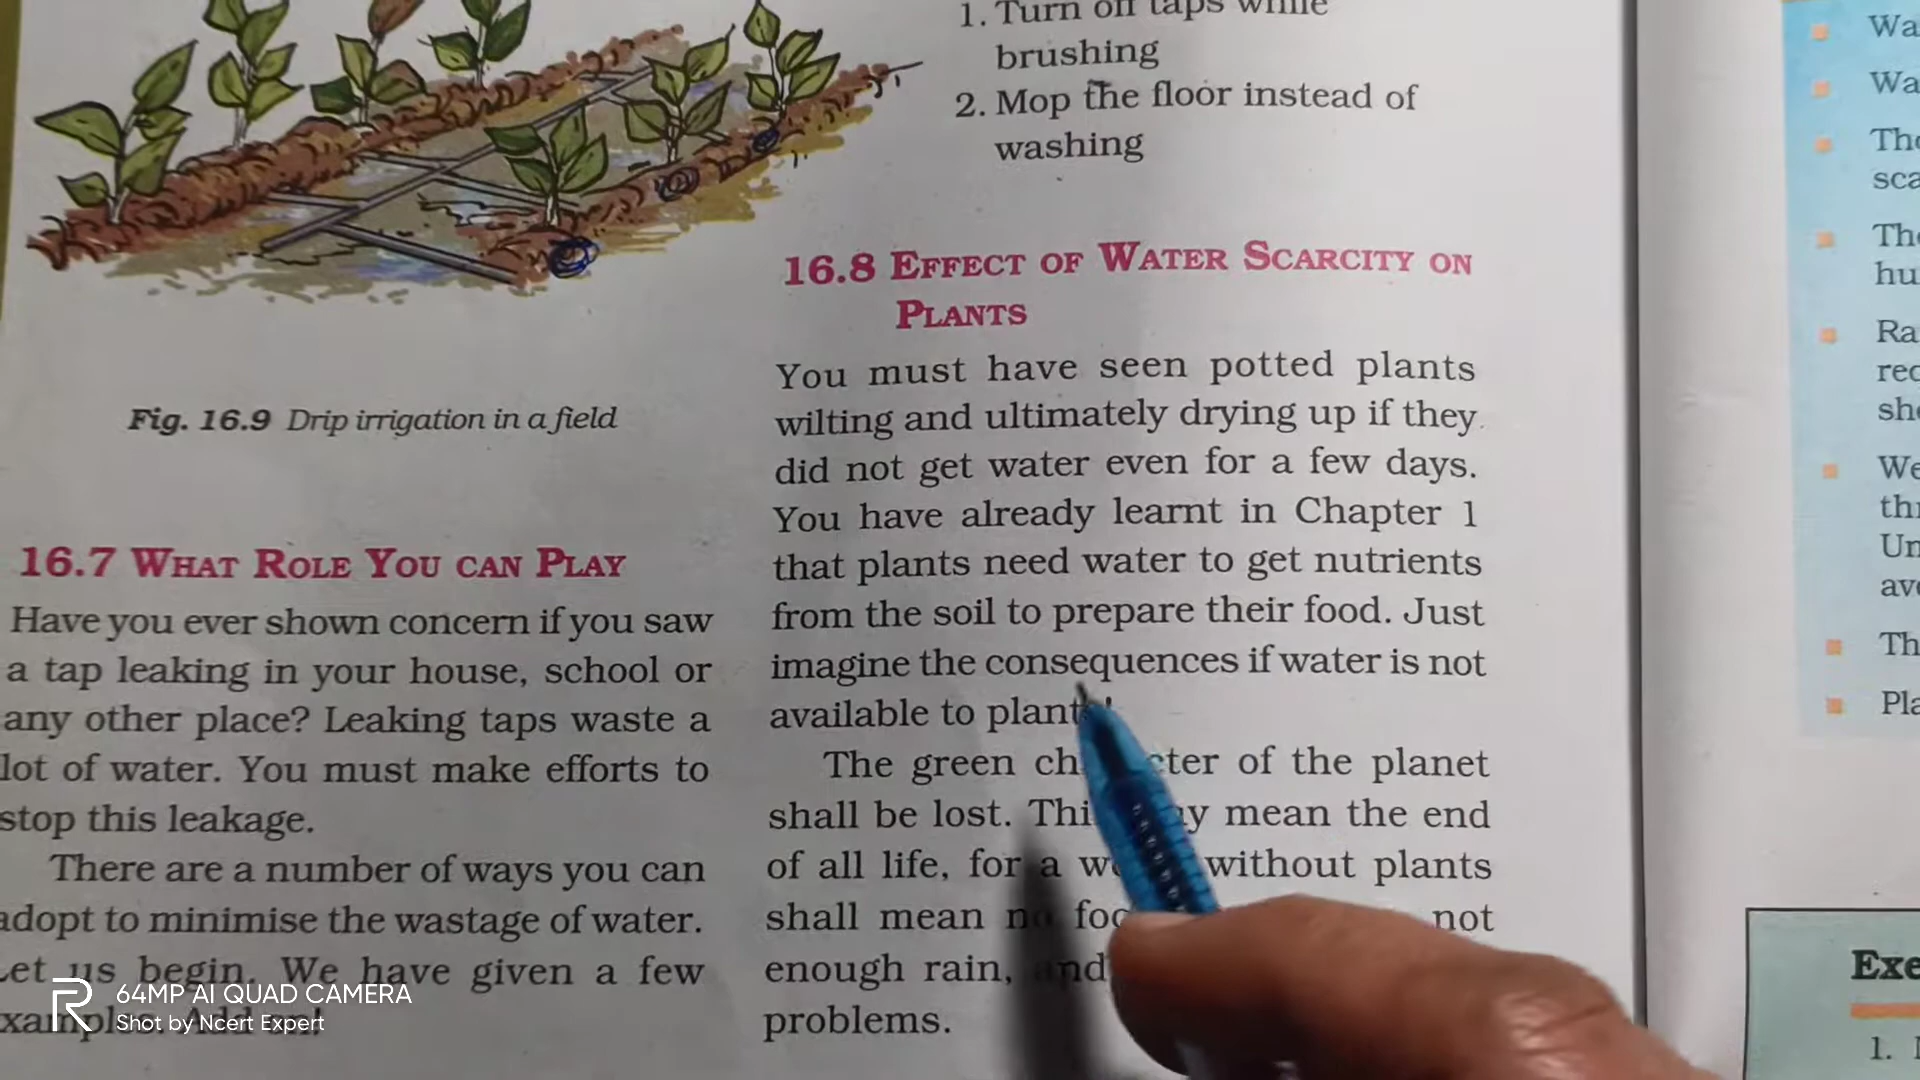 Fig. 16.9 Drip irrigation in a field
16.7 WHAT ROLE YOU CAN PLAY
Have you ever shown concern if you saw
a tap leaking in your house, school or
any other place? Leaking taps waste a
lot of water. You must make efforts to
stop this leakage.
There are a number of ways you can
adopt to minimise the wastage of water.
Let us begin. We have given a few
1. Turn off taps while
brushing
2. Mop the floor instead of
washing
16.8 EFFECT OF WATER SCARCITY ON
PLANTS
You must have seen potted plants
wilting and ultimately drying up if they
did not get water even for a few days.
You have already learnt in Chapter 1
that plants need water to get nutrients
from the soil to prepare their food. Just
imagine the consequences if water is not
available to
The green of the planet
shall be lost. mean the end
of all life, for a without plants
shall mean not
enough rain, and
problems.
1.
64MP AI QUAD CAMERA
Shot by Ncert Expert